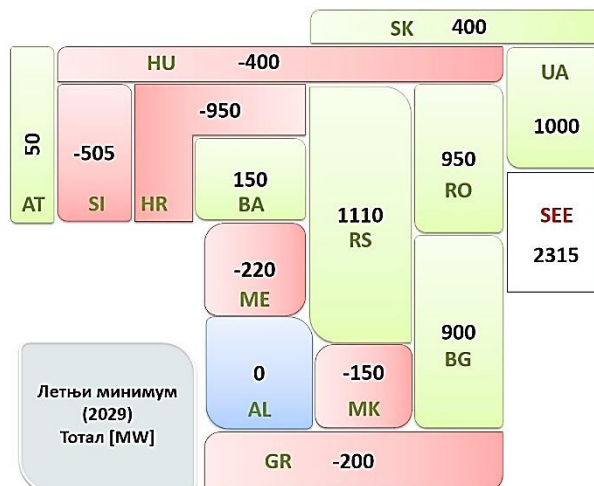 SK 400
HU -400
UA
1000
50
AT
-505
SI
-950
HR
150
BA
1110
RS
950
RO
SEE
2315
-220
ME
900
BG
0
AL
-150
MK
Летњи минимум
(2029)
Тотал [MW]
GR -200